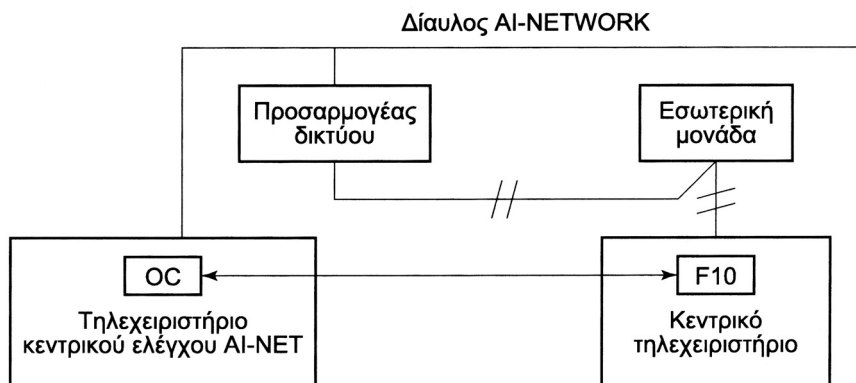 Δίαυλος AI-NETWORK
Προσαρμογέας
δικτύου
Εσωτερική
μονάδα
OC
Τηλεχειριστήριο
κεντρικού ελέγχου AI-NET
F10
Κεντρικό
τηλεχειριστήριο